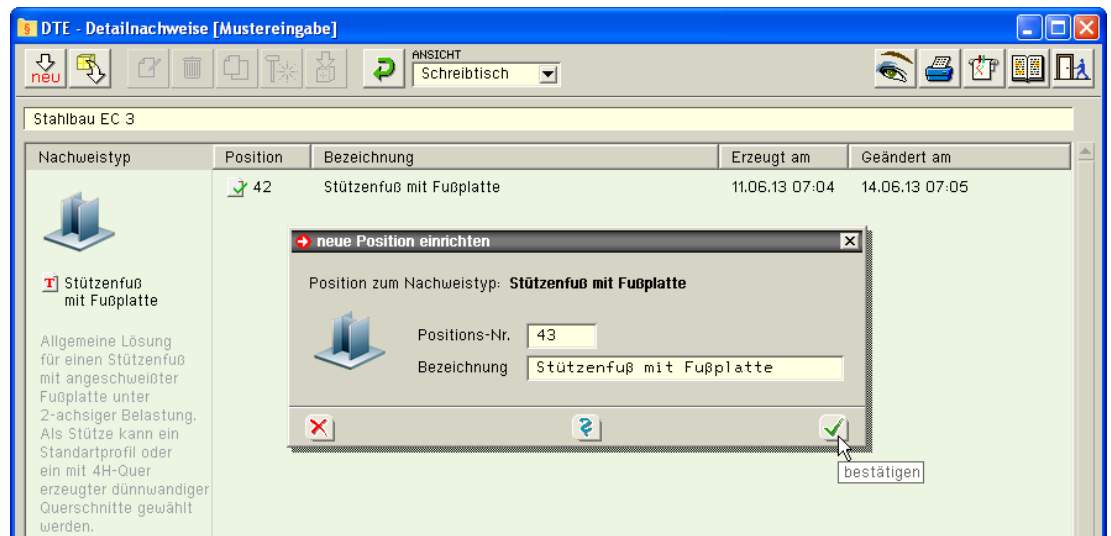 DTE - Detailnachweise [Mustereingabe]
neu
ANSICHT
Schreibtisch
Stahlbau EC 3
Nachweistyp
Position
Bezeichnung
Erzeugt am
Geändert am
42
Stützenfuß mit Fußplatte
11.06.13 07:04
14.06.13 07:05
T Stützenfuß
mit Fußplatte
Allgemeine Lösung
für einen Stützenfuß
mit angeschweißter
Fußplatte unter
2-achsiger Belastung.
Als Stütze kann ein
Standartprofil oder
ein mit 4H-Quer
erzeugter dünnwandiger
Querschnitte gewählt
werden.
neue Position einrichten
Position zum Nachweistyp: Stützenfuß mit Fußplatte
Positions-Nr. 43
Bezeichnung Stützenfuß mit Fußplatte
bestätigen